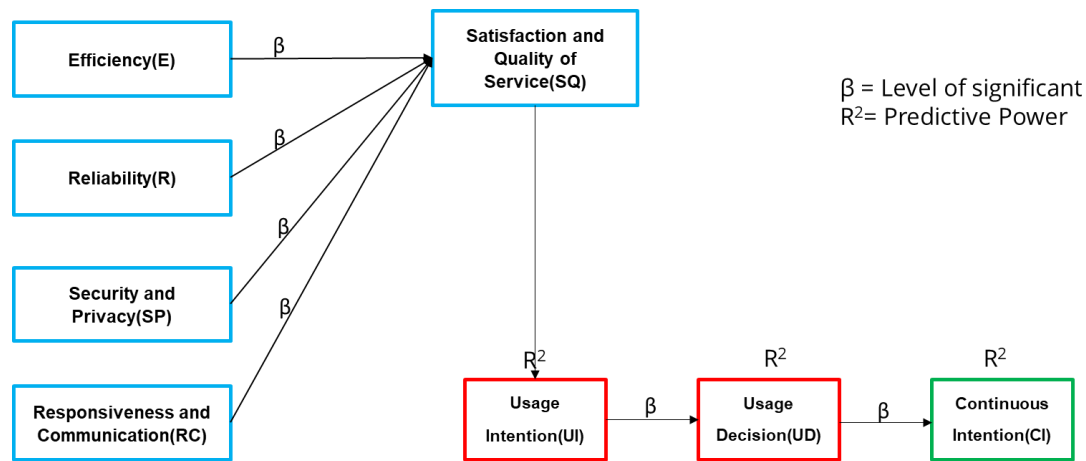 Efficiency(E)
β
Satisfaction and
Quality of
Service(SQ)
β = Level of significant
R²= Predictive Power
Reliability(R)
β
Security and
Privacy(SP)
β
Responsiveness and
Communication(RC)
β
R²
R²
R²
Usage
Intention(UI)
β
Usage
Decision(UD)
β
Continuous
Intention(CI)